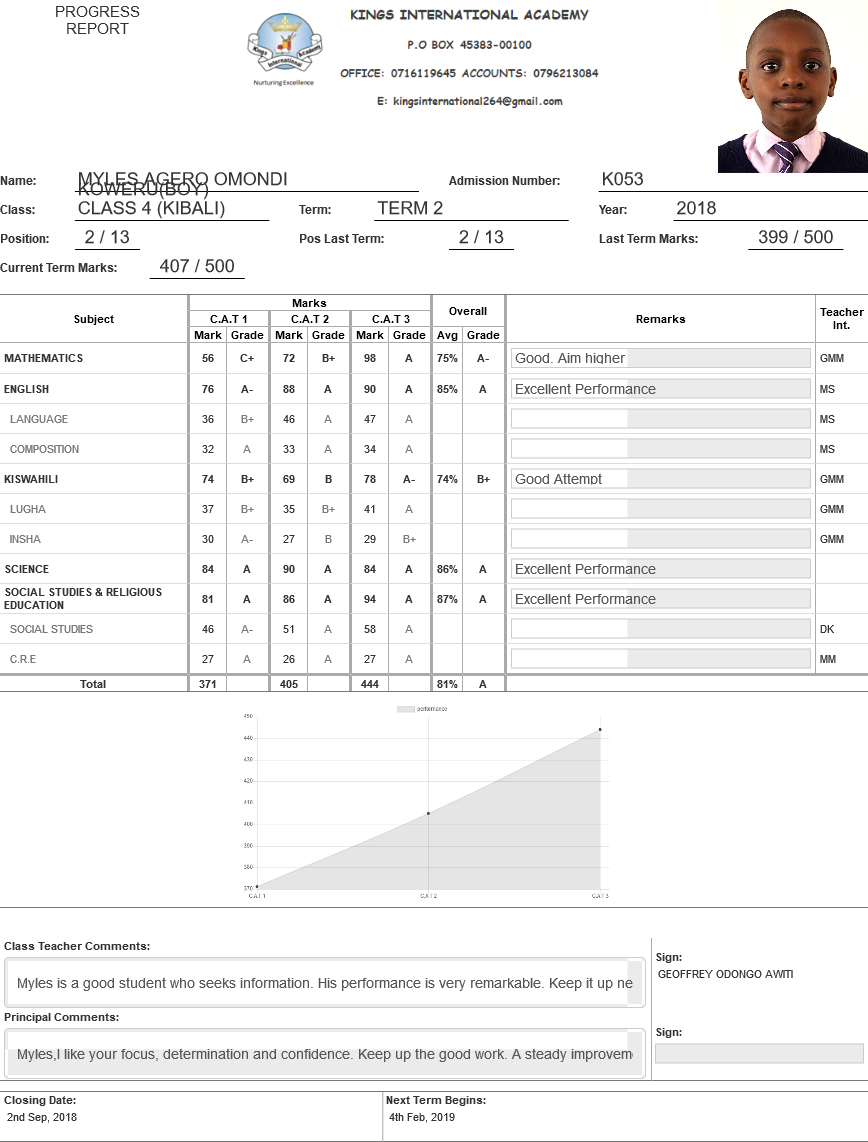 PROGRESS
REPORT
Kings International Academy
Nurturing Excellence
KINGS INTERNATIONAL ACADEMY
P.O BOX 45383-00100
OFFICE: 0716119645 ACCOUNTS: 0796213084
E: kingsinternational264@gmail.com
Name: MYLES AGERO OMONDI KOWERU(BOY) Admission Number: K053
Class: CLASS 4 (KIBALI) Term: TERM 2 Year: 2018
Position: 2 / 13 Pos Last Term: 2 / 13 Last Term Marks: 399 / 500
Current Term Marks: 407 / 500
Subject Marks Overall Remarks Teacher Int.
C.A.T 1 C.A.T 2 C.A.T 3
Mark Grade Mark Grade Mark Grade Avg Grade
MATHEMATICS 56 C+ 72 B+ 98 A 75% A- Good. Aim higher GMM
ENGLISH 76 A- 88 A 90 A 85% A Excellent Performance MS
LANGUAGE 36 B+ 46 A 47 A MS
COMPOSITION 32 A 33 A 34 A MS
KISWAHILI 74 B+ 69 B 78 A- 74% B+ Good Attempt GMM
LUGHA 37 B+ 35 B+ 41 A GMM
INSHA 30 A- 27 B 29 B+ GMM
SCIENCE 84 A 90 A 84 A 86% A Excellent Performance
SOCIAL STUDIES & RELIGIOUS EDUCATION 81 A 86 A 94 A 87% A Excellent Performance
SOCIAL STUDIES 46 A- 51 A 58 A DK
C.R.E 27 A 26 A 27 A MM
Total 371 405 444 81% A
performance
450
440
430
420
410
400
390
380
370
C.A.T 1 C.A.T 2 C.A.T 3
Class Teacher Comments:
Myles is a good student who seeks information. His performance is very remarkable. Keep it up ne
Sign:
GEOFFREY ODONGO AWITI
Principal Comments:
Myles,I like your focus, determination and confidence. Keep up the good work. A steady improvem
Sign:
Closing Date: Next Term Begins:
2nd Sep, 2018 4th Feb, 2019